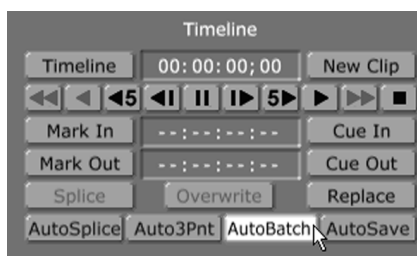 Timeline
Timeline 00:00:00;00 New Clip
5 5
Mark In --:--:--:-- Cue In
Mark Out --:--:--:-- Cue Out
Splice Overwrite Replace
AutoSplice Auto3Pnt AutoBatch AutoSave